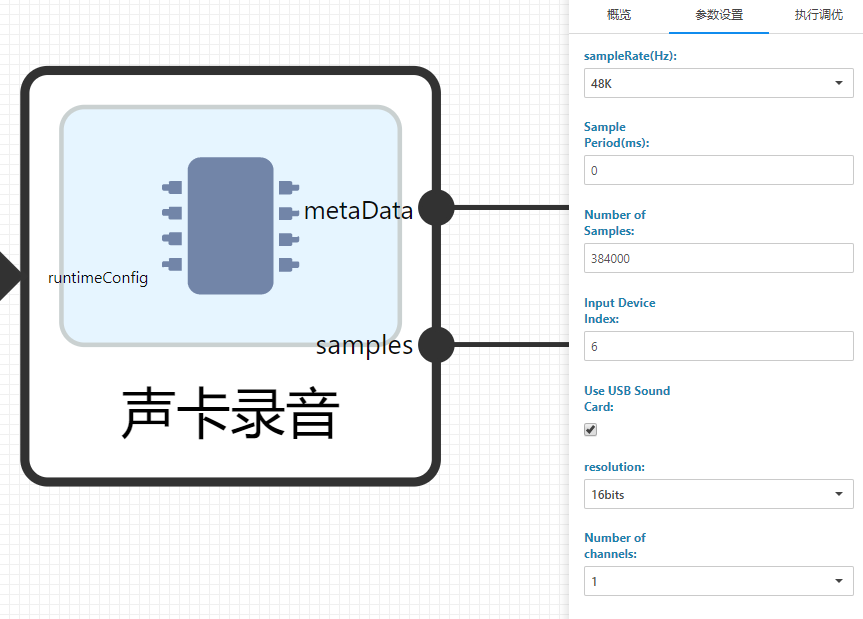 metaData
runtimeConfig
samples
声卡录音
概览
参数设置
执行调优
sampleRate(Hz):
48K
Sample
Period(ms):
0
Number of
Samples:
384000
Input Device
Index:
6
Use USB Sound
Card:
resolution:
16bits
Number of
channels:
1